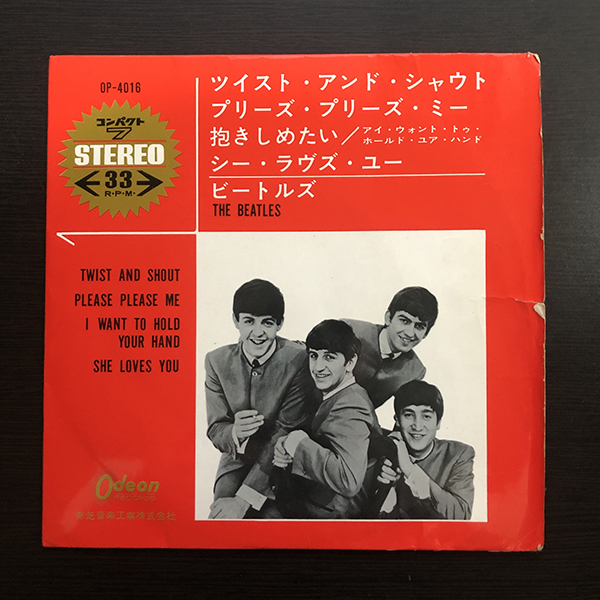 OP-4016
コンパクト
7
STEREO
33
R・P・M・
ツイスト・アンド・シャウト
プリーズ・プリーズ・ミー
抱きしめたい/アイ・ウォント・トゥ・
ホールド・ユア・ハンド
シー・ラヴズ・ユー
ビートルズ
THE BEATLES
TWIST AND SHOUT
PLEASE PLEASE ME
I WANT TO HOLD
YOUR HAND
SHE LOVES YOU
Odeon
RECORDS
東芝音楽工業株式会社